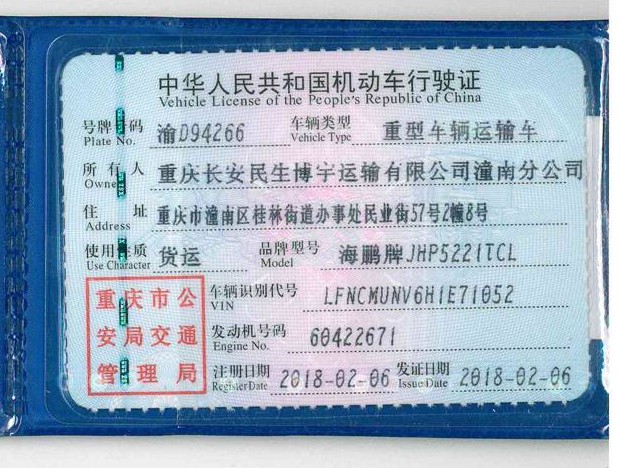 中华人民共和国机动车行驶证
Vehicle License of the People's Republic of China
号牌号码 渝D94266 车辆类型 重型车辆运输车
Plate No. Vehicle Type
所有人 重庆长安民生博宇运输有限公司潼南分公司
Owner
住址 重庆市潼南区桂林街道办事处民业街57号2幢8号
Address
使用性质 货运 品牌型号 海鹏牌JHP5221TCL
Use Character Model
重庆市公 车辆识别代号 LFNCMUNV6H1E71052
VIN
安局交通 发动机号码 60422671
Engine No.
管理局 注册日期 2018-02-06 发证日期 2018-02-06
Register Date Issue Date